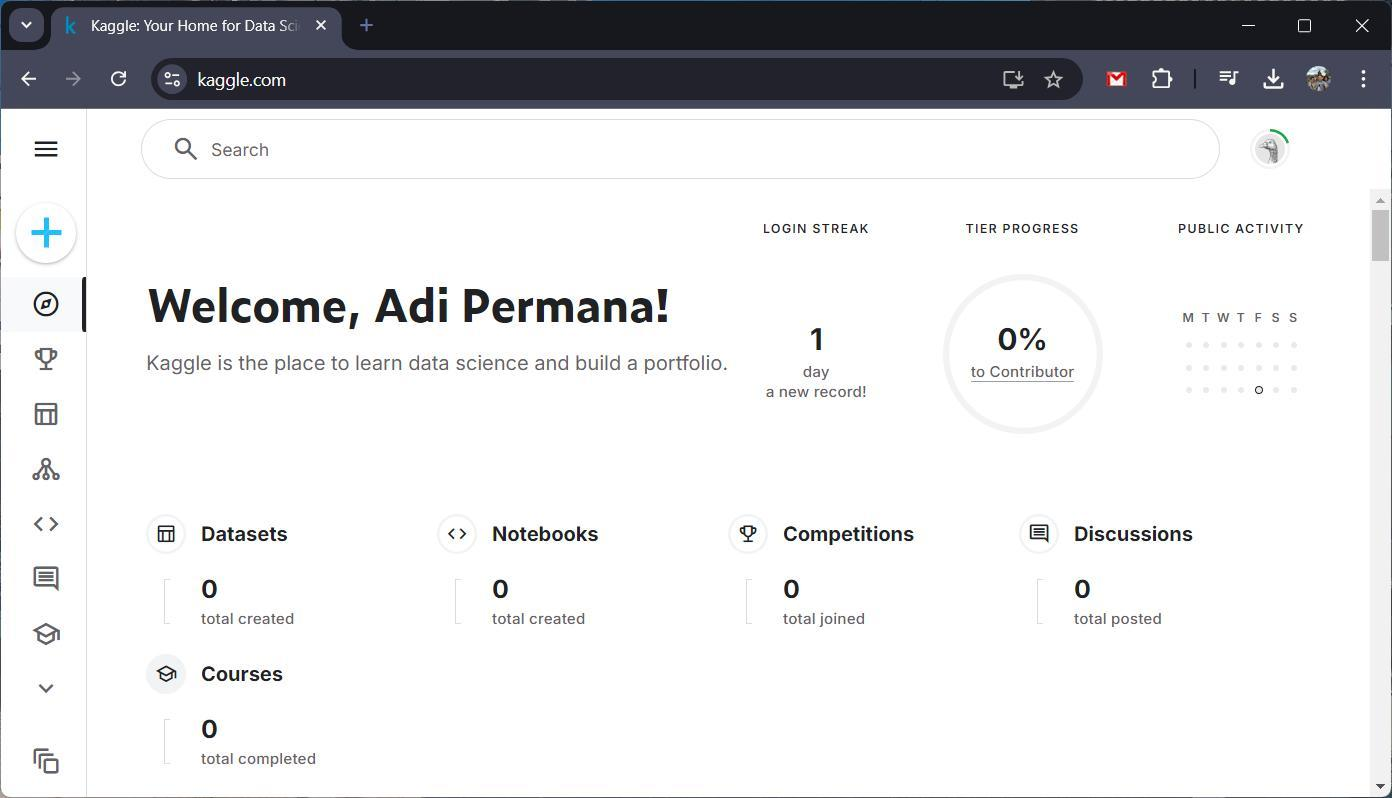 Kaggle: Your Home for Data Sci
kaggle.com
Search
LOGIN STREAK
TIER PROGRESS
PUBLIC ACTIVITY
Welcome, Adi Permana!
Kaggle is the place to learn data science and build a portfolio.
1
day
a new record!
0%
to Contributor
M T W T F S S
Datasets
0
total created
Notebooks
0
total created
Competitions
0
total joined
Discussions
0
total posted
Courses
0
total completed